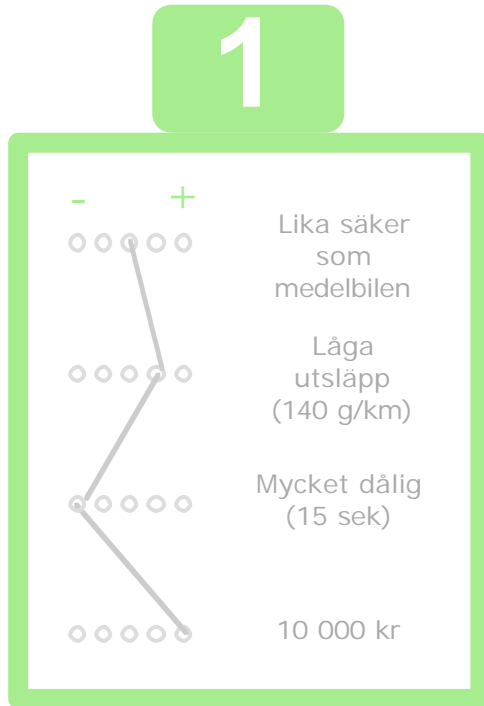 1
- +
Lika säker
som
medelbilen
Låga
utsläpp
(140 g/km)
Mycket dålig
(15 sek)
10 000 kr